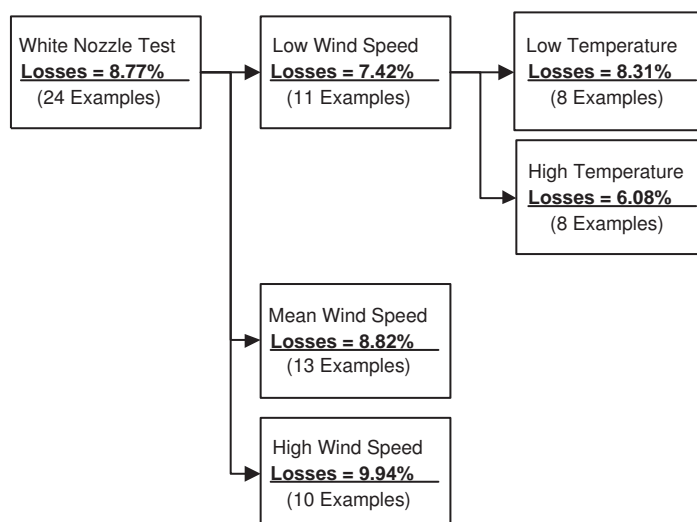 White Nozzle Test
Losses = 8.77%
(24 Examples)
Low Wind Speed
Losses = 7.42%
(11 Examples)
Low Temperature
Losses = 8.31%
(8 Examples)
High Temperature
Losses = 6.08%
(8 Examples)
Mean Wind Speed
Losses = 8.82%
(13 Examples)
High Wind Speed
Losses = 9.94%
(10 Examples)